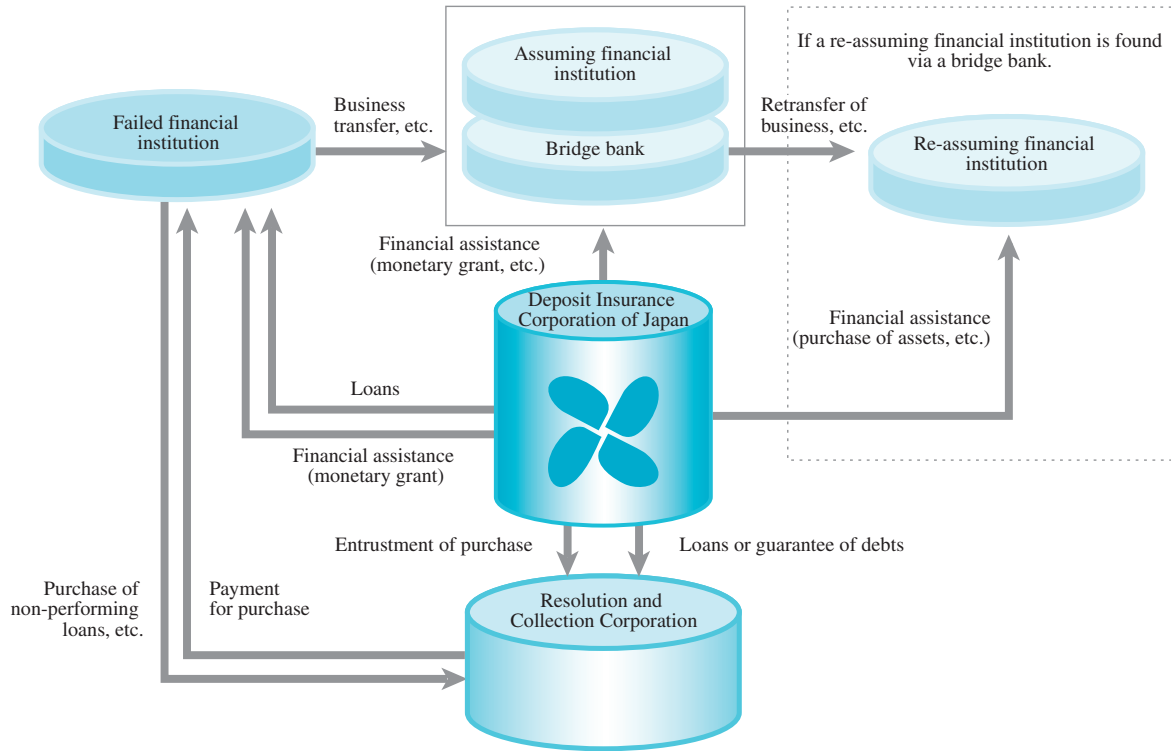 Failed financial
institution
Business
transfer, etc.
Assuming financial
institution
Bridge bank
Retransfer of
business, etc.
If a re-assuming financial institution is found
via a bridge bank.
Re-assuming financial
institution
Financial assistance
(monetary grant, etc.)
Deposit Insurance
Corporation of Japan
Financial assistance
(purchase of assets, etc.)
Loans
Financial assistance
(monetary grant)
Entrustment of purchase
Loans or guarantee of debts
Purchase of
non-performing
loans, etc.
Payment
for purchase
Resolution and
Collection Corporation